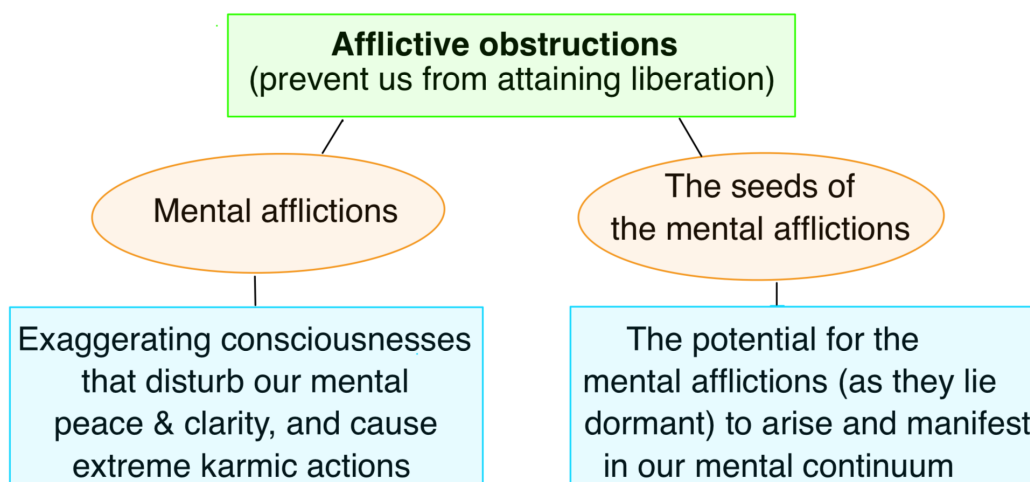 Afflictive obstructions
(prevent us from attaining liberation)
Mental afflictions
The seeds of
the mental afflictions
Exaggerating consciousnesses
that disturb our mental
peace & clarity, and cause
extreme karmic actions
The potential for the
mental afflictions (as they lie
dormant) to arise and manifest
in our mental continuum